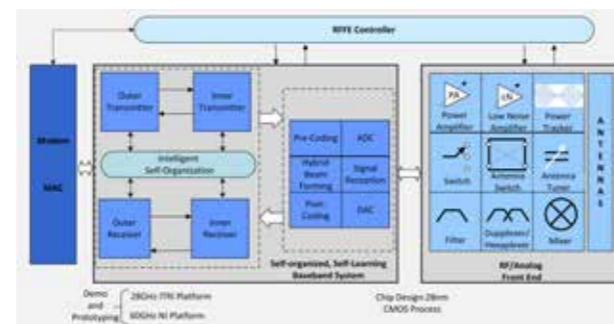 RFFE Controller
Modem
MAC
Outer
Transmitter
Inner
Transmitter
Intelligent
Self-Organization
Outer
Receiver
Inner
Receiver
Pre-Coding
ADC
Hybrid
Beam
Forming
Signal
Reception
Post-
Coding
DAC
Self-organized, Self-Learning
Baseband System
PA
LN
Power
Amplifier
Low Noise
Amplifier
Power
Tracker
Switch
Antenna
Switch
Antenna
Tuner
Filter
Duplexer/
Hexaplexer
Mixer
RF/Analog
Front End
ANTENNAS
Demo
and
Prototyping
28GHz ITRI Platform
60GHz NI Platform
Chip Design 28nm
CMOS Process